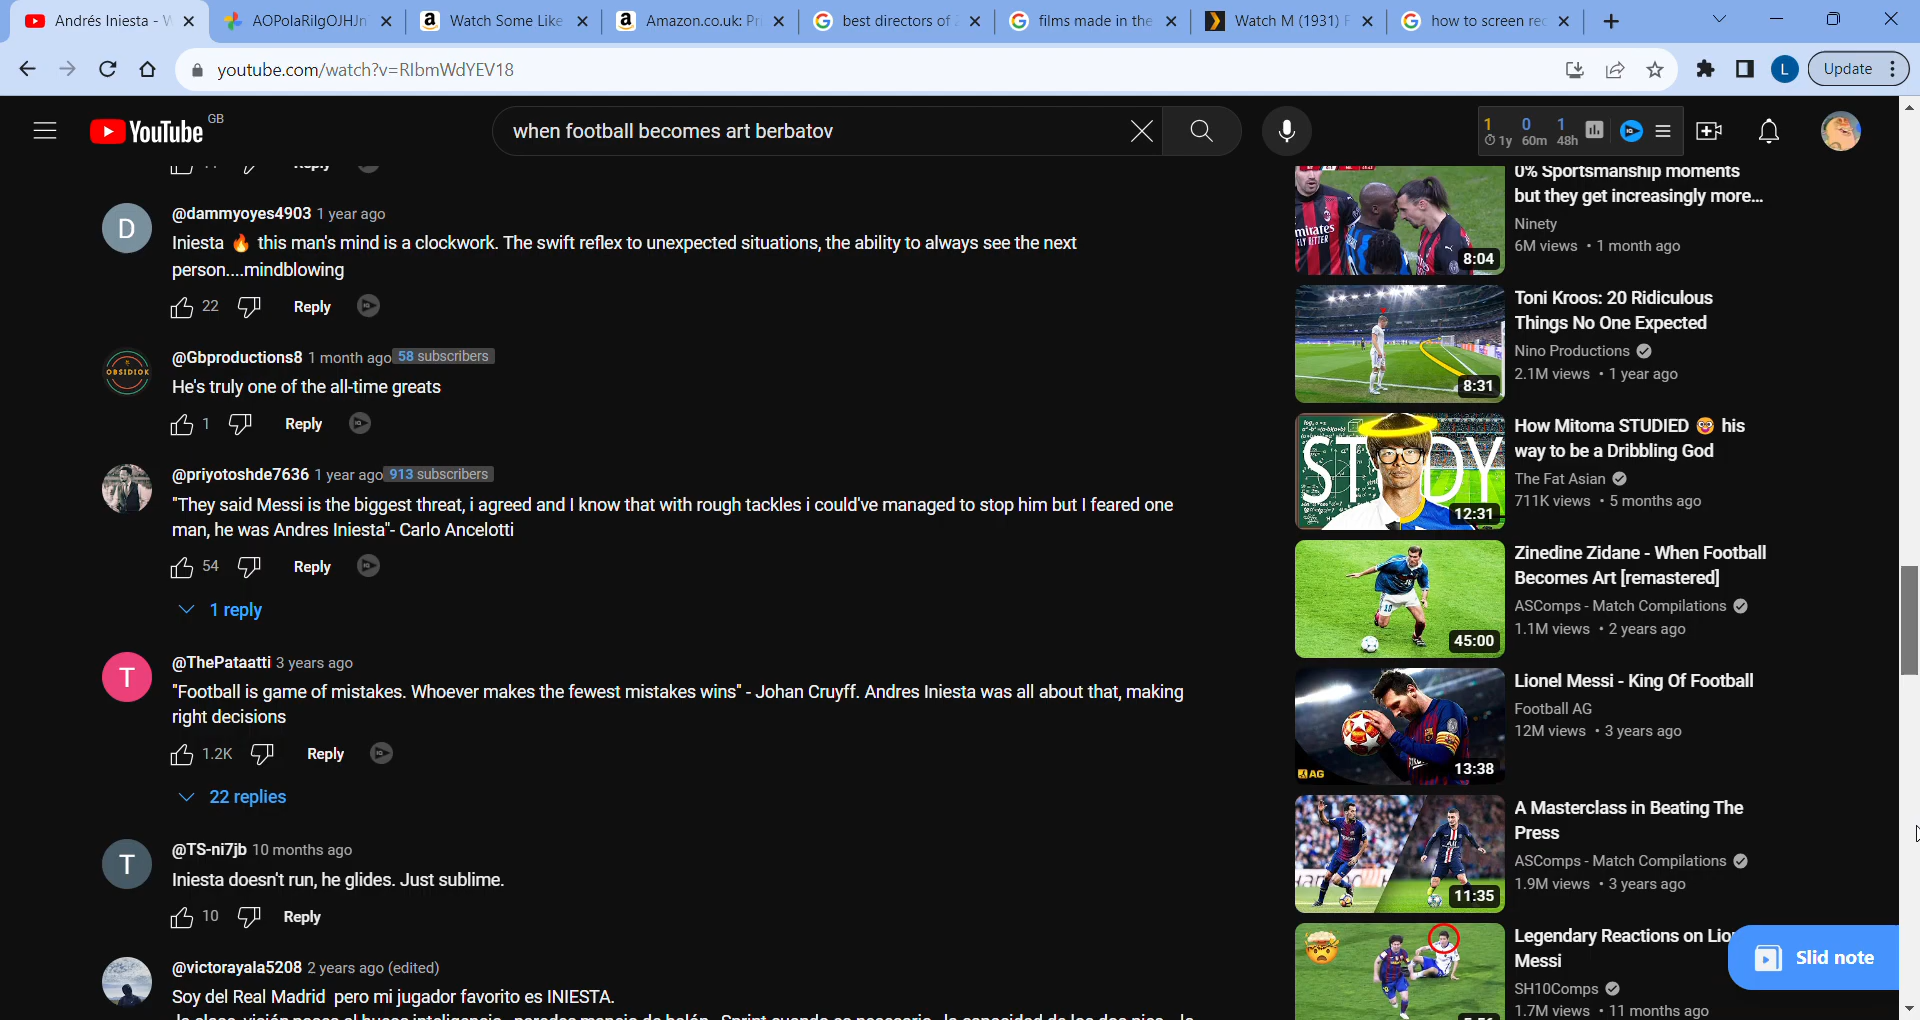 Andrés Iniesta - W
AOPolaRilgOJHJn
Watch Some Like
Amazon.co.uk: Pr
best directors of
films made in the
Watch M (1931) F
how to screen rec
youtube.com/watch?v=RIbmWdYEV18
L
Update
YouTube GB
when football becomes art berbatov
1 0 1
1y 60m 48h
Reply
D
@dammyoyes4903 1 year ago
Iniesta 🔥 this man's mind is a clockwork. The swift reflex to unexpected situations, the ability to always see the next
person....mindblowing
22 Reply
OBSIDIOK
@Gbproductions8 1 month ago 58 subscribers
He's truly one of the all-time greats
1 Reply
@priyotoshde7636 1 year ago 913 subscribers
"They said Messi is the biggest threat, i agreed and I know that with rough tackles i could've managed to stop him but I feared one
man, he was Andres Iniesta"- Carlo Ancelotti
54 Reply
1 reply
T
@ThePataatti 3 years ago
"Football is game of mistakes. Whoever makes the fewest mistakes wins" - Johan Cruyff. Andres Iniesta was all about that, making
right decisions
1.2K Reply
22 replies
T
@TS-ni7jb 10 months ago
Iniesta doesn't run, he glides. Just sublime.
10 Reply
@victorayala5208 2 years ago (edited)
Soy del Real Madrid pero mi jugador favorito es INIESTA.
0% Sportsmanship moments
but they get increasingly more...
Ninety
6M views • 1 month ago
8:04
Toni Kroos: 20 Ridiculous
Things No One Expected
Nino Productions
2.1M views • 1 year ago
8:31
How Mitoma STUDIED 🤓 his
way to be a Dribbling God
The Fat Asian
711K views • 5 months ago
12:31
Zinedine Zidane - When Football
Becomes Art [remastered]
ASComps - Match Compilations
1.1M views • 2 years ago
45:00
Lionel Messi - King Of Football
Football AG
12M views • 3 years ago
AG
13:38
A Masterclass in Beating The
Press
ASComps - Match Compilations
1.9M views • 3 years ago
11:35
Legendary Reactions on Lio
Messi
SH10Comps
1.7M views • 11 months ago
Slid note